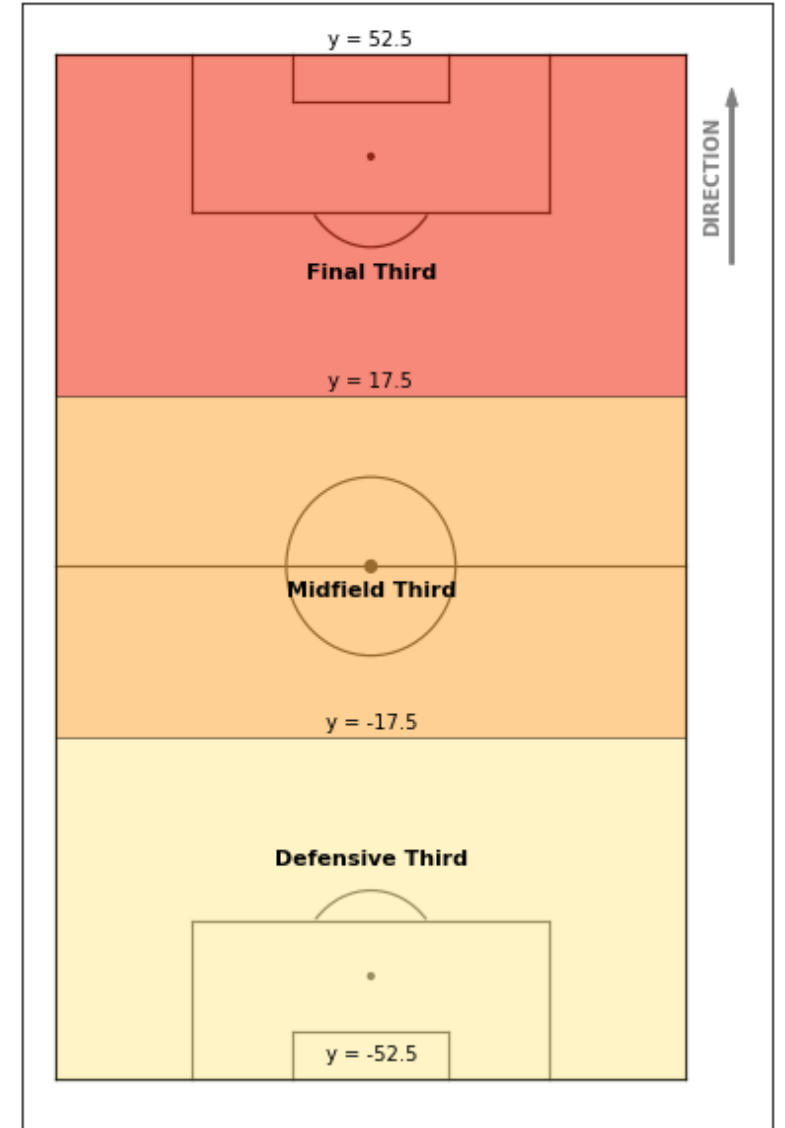 y = 52.5
DIRECTION
Final Third
y = 17.5
Midfield Third
y = -17.5
Defensive Third
y = -52.5